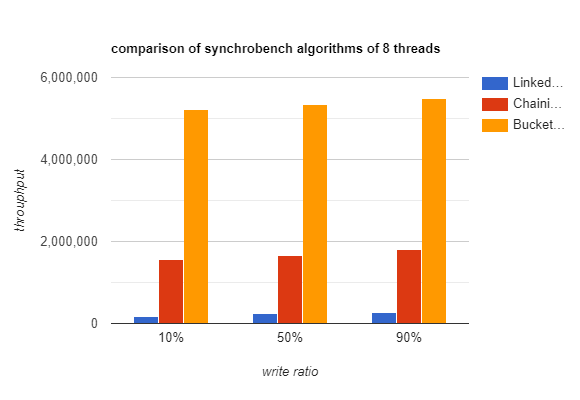 comparison of synchrobench algorithms of 8 threads
6,000,000
4,000,000
2,000,000
0
throuphput
10%
50%
90%
write ratio
Linked...
Chaini...
Bucket...